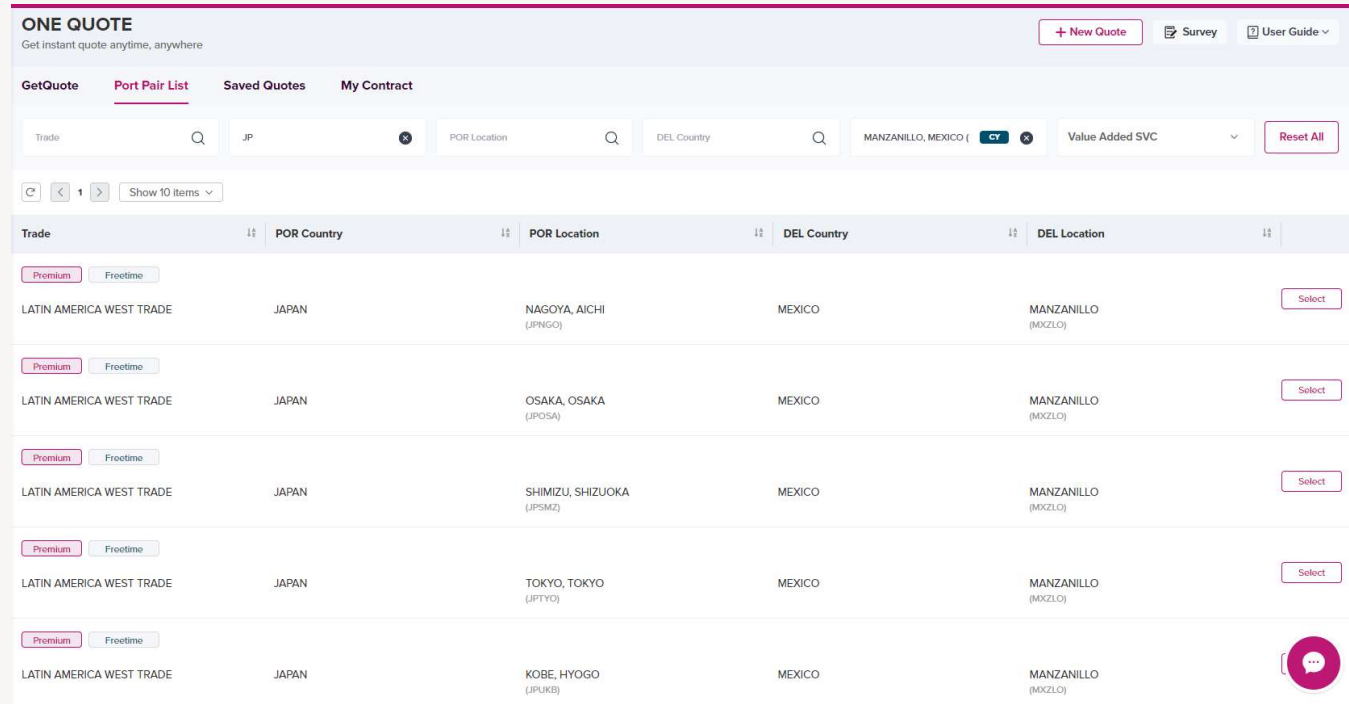 ONE QUOTE
Get instant quote anytime, anywhere
+ New Quote
Survey
User Guide
GetQuote
Port Pair List
Saved Quotes
My Contract
Trade
JP
POR Location
DEL Country
MANZANILLO, MEXICO ( CY
Value Added SVC
Reset All
1
Show 10 items
Trade POR Country POR Location DEL Country DEL Location
Premium Freetime
LATIN AMERICA WEST TRADE JAPAN NAGOYA, AICHI MEXICO MANZANILLO Select
(JPNGO) (MXZLO)
Premium Freetime
LATIN AMERICA WEST TRADE JAPAN OSAKA, OSAKA MEXICO MANZANILLO Select
(JPOSA) (MXZLO)
Premium Freetime
LATIN AMERICA WEST TRADE JAPAN SHIMIZU, SHIZUOKA MEXICO MANZANILLO Select
(JPSMZ) (MXZLO)
Premium Freetime
LATIN AMERICA WEST TRADE JAPAN TOKYO, TOKYO MEXICO MANZANILLO Select
(JPTYO) (MXZLO)
Premium Freetime
LATIN AMERICA WEST TRADE JAPAN KOBE, HYOGO MEXICO MANZANILLO
(JPUKB) (MXZLO)